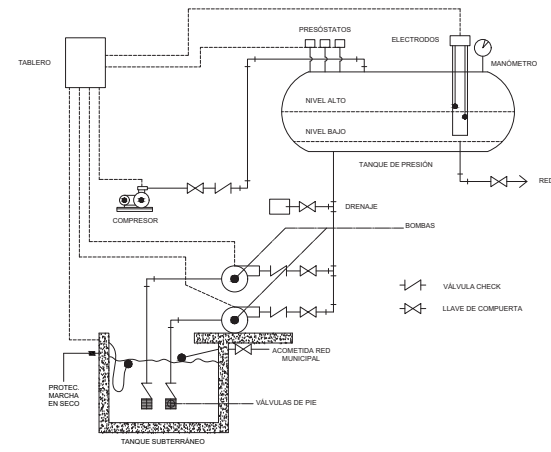 PRESÓSTATOS
ELECTRODOS
TABLERO
MANÓMETRO
NIVEL ALTO
NIVEL BAJO
TANQUE DE PRESIÓN
RED
COMPRESOR
DRENAJE
BOMBAS
VÁLVULA CHECK
LLAVE DE COMPUERTA
ACOMETIDA RED
MUNICIPAL
PROTEC.
MARCHA
EN SECO
VÁLVULAS DE PIE
TANQUE SUBTERRÁNEO